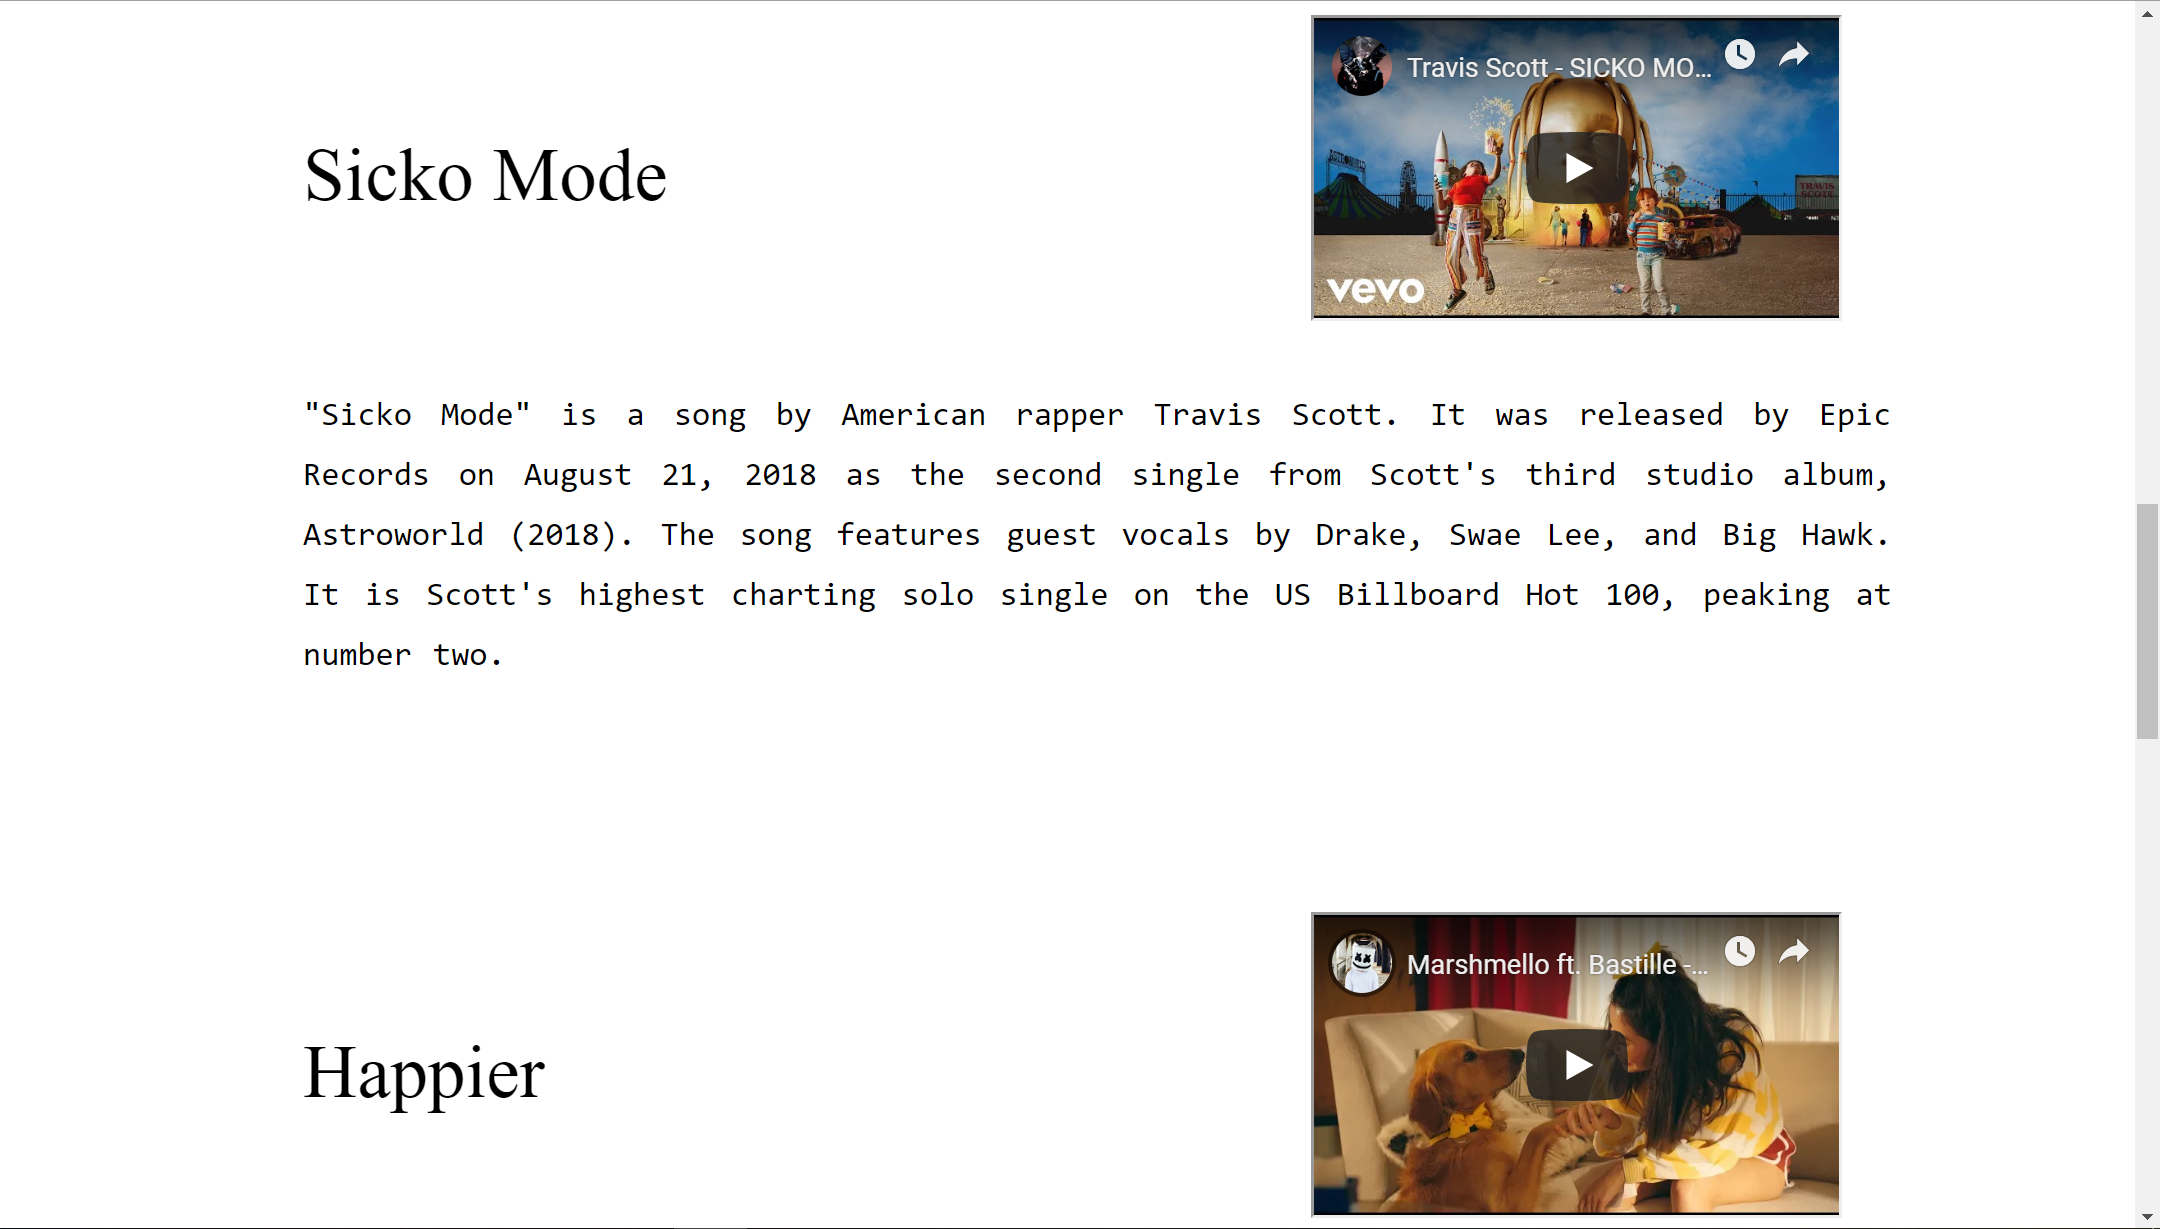 Travis Scott - SICKO MO...
ASTROWORLD
TRAVIS
SCOTT
vevo
Sicko Mode
"Sicko Mode" is a song by American rapper Travis Scott. It was released by Epic
Records on August 21, 2018 as the second single from Scott's third studio album,
Astroworld (2018). The song features guest vocals by Drake, Swae Lee, and Big Hawk.
It is Scott's highest charting solo single on the US Billboard Hot 100, peaking at
number two.
Marshmello ft. Bastille -...
Happier